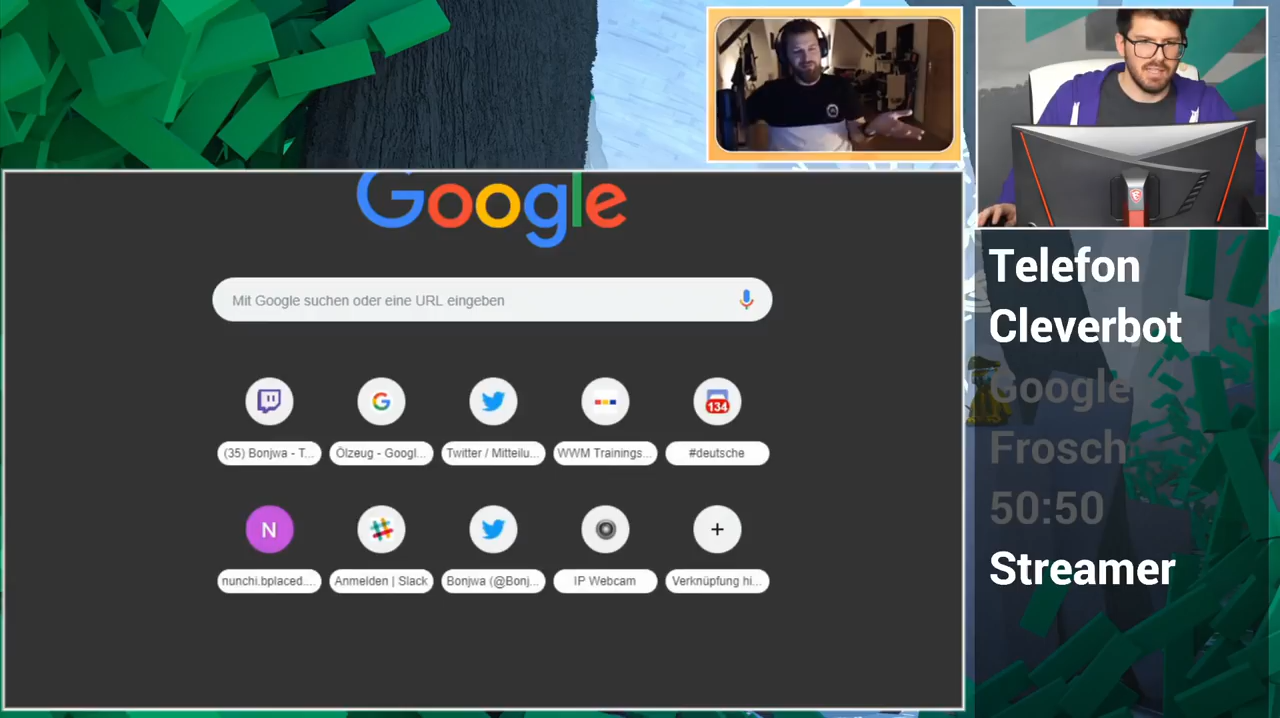 Google
Mit Google suchen oder eine URL eingeben
134
(35) Bonjwa - T...
Ölzeug - Googl...
Twitter / Mitteilu...
WWM Trainings...
#deutsche
N
nunchi.bplaced....
Anmelden | Slack
Bonjwa (@Bonj...
IP Webcam
Verknüpfung hi...
Telefon
Cleverbot
Google
Frosch
50:50
Streamer